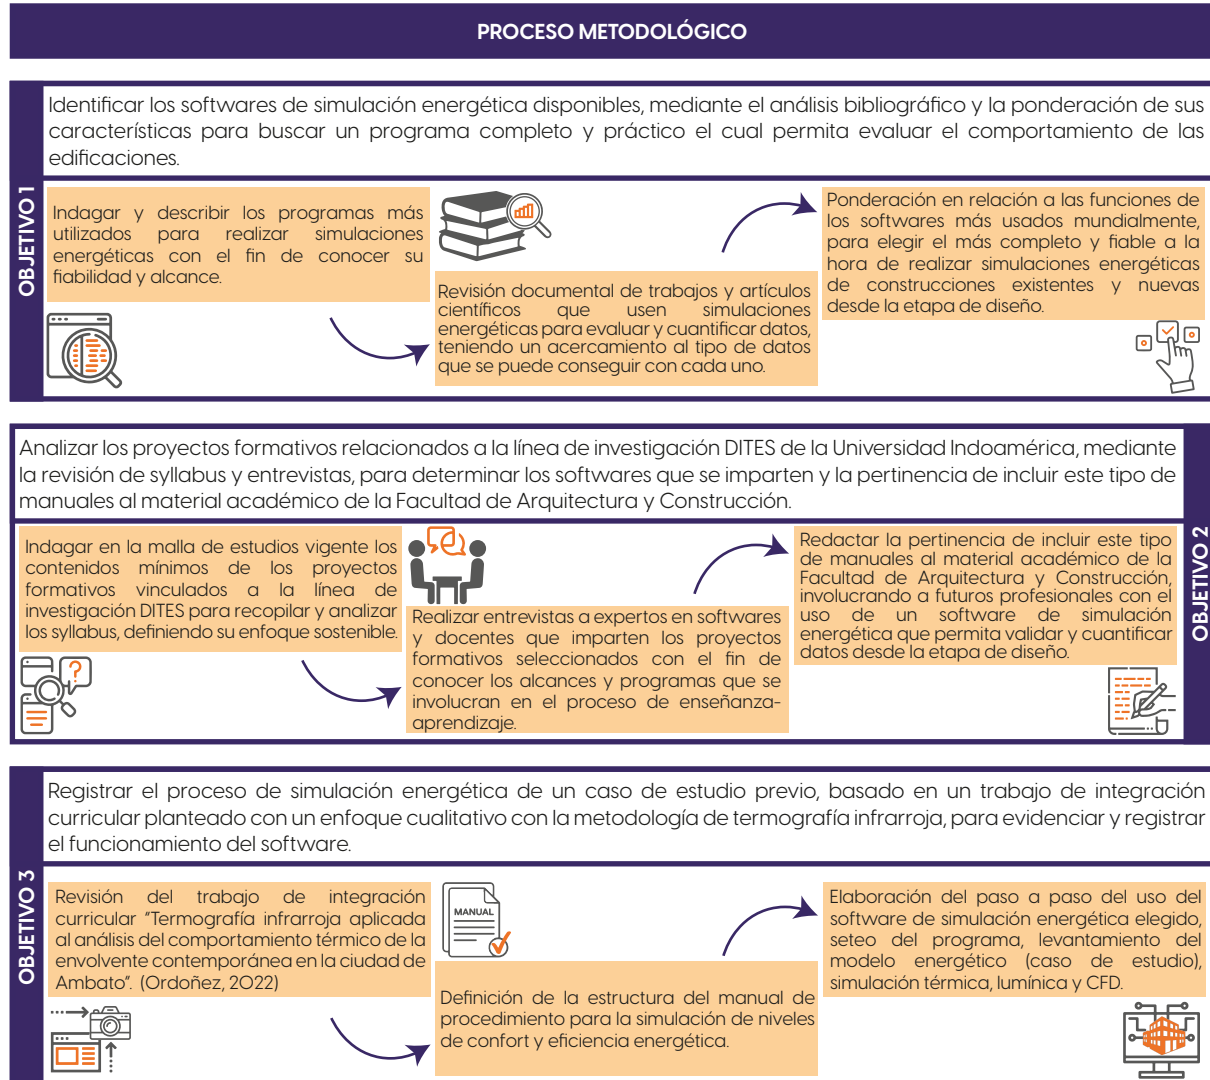 PROCESO METODOLÓGICO
OBJETIVO 1
Identificar los softwares de simulación energética disponibles, mediante el análisis bibliográfico y la ponderación de sus
características para buscar un programa completo y práctico el cual permita evaluar el comportamiento de las
edificaciones.
Indagar y describir los programas más
utilizados para realizar simulaciones
energéticas con el fin de conocer su
fiabilidad y alcance.
Revisión documental de trabajos y artículos
científicos que usen simulaciones
energéticas para evaluar y cuantificar datos,
teniendo un acercamiento al tipo de datos
que se puede conseguir con cada uno.
Ponderación en relación a las funciones de
los softwares más usados mundialmente,
para elegir el más completo y fiable a la
hora de realizar simulaciones energéticas
de construcciones existentes y nuevas
desde la etapa de diseño.
OBJETIVO 2
Analizar los proyectos formativos relacionados a la línea de investigación DITES de la Universidad Indoamérica, mediante
la revisión de syllabus y entrevistas, para determinar los softwares que se imparten y la pertinencia de incluir este tipo de
manuales al material académico de la Facultad de Arquitectura y Construcción.
Indagar en la malla de estudios vigente los
contenidos mínimos de los proyectos
formativos vinculados a la línea de
investigación DITES para recopilar y analizar
los syllabus, definiendo su enfoque sostenible.
Realizar entrevistas a expertos en softwares
y docentes que imparten los proyectos
formativos seleccionados con el fin de
conocer los alcances y programas que se
involucran en el proceso de enseñanza-
aprendizaje.
Redactar la pertinencia de incluir este tipo
de manuales al material académico de la
Facultad de Arquitectura y Construcción,
involucrando a futuros profesionales con el
uso de un software de simulación
energética que permita validar y cuantificar
datos desde la etapa de diseño.
OBJETIVO 3
Registrar el proceso de simulación energética de un caso de estudio previo, basado en un trabajo de integración
curricular planteado con un enfoque cualitativo con la metodología de termografía infrarroja, para evidenciar y registrar
el funcionamiento del software.
Revisión del trabajo de integración
curricular "Termografía infrarroja aplicada
al análisis del comportamiento térmico de la
envolvente contemporánea en la ciudad de
Ambato". (Ordoñez, 2022)
MANUAL
Definición de la estructura del manual de
procedimiento para la simulación de niveles
de confort y eficiencia energética.
Elaboración del paso a paso del uso del
software de simulación energética elegido,
seteo del programa, levantamiento del
modelo energético (caso de estudio),
simulación térmica, lumínica y CFD.